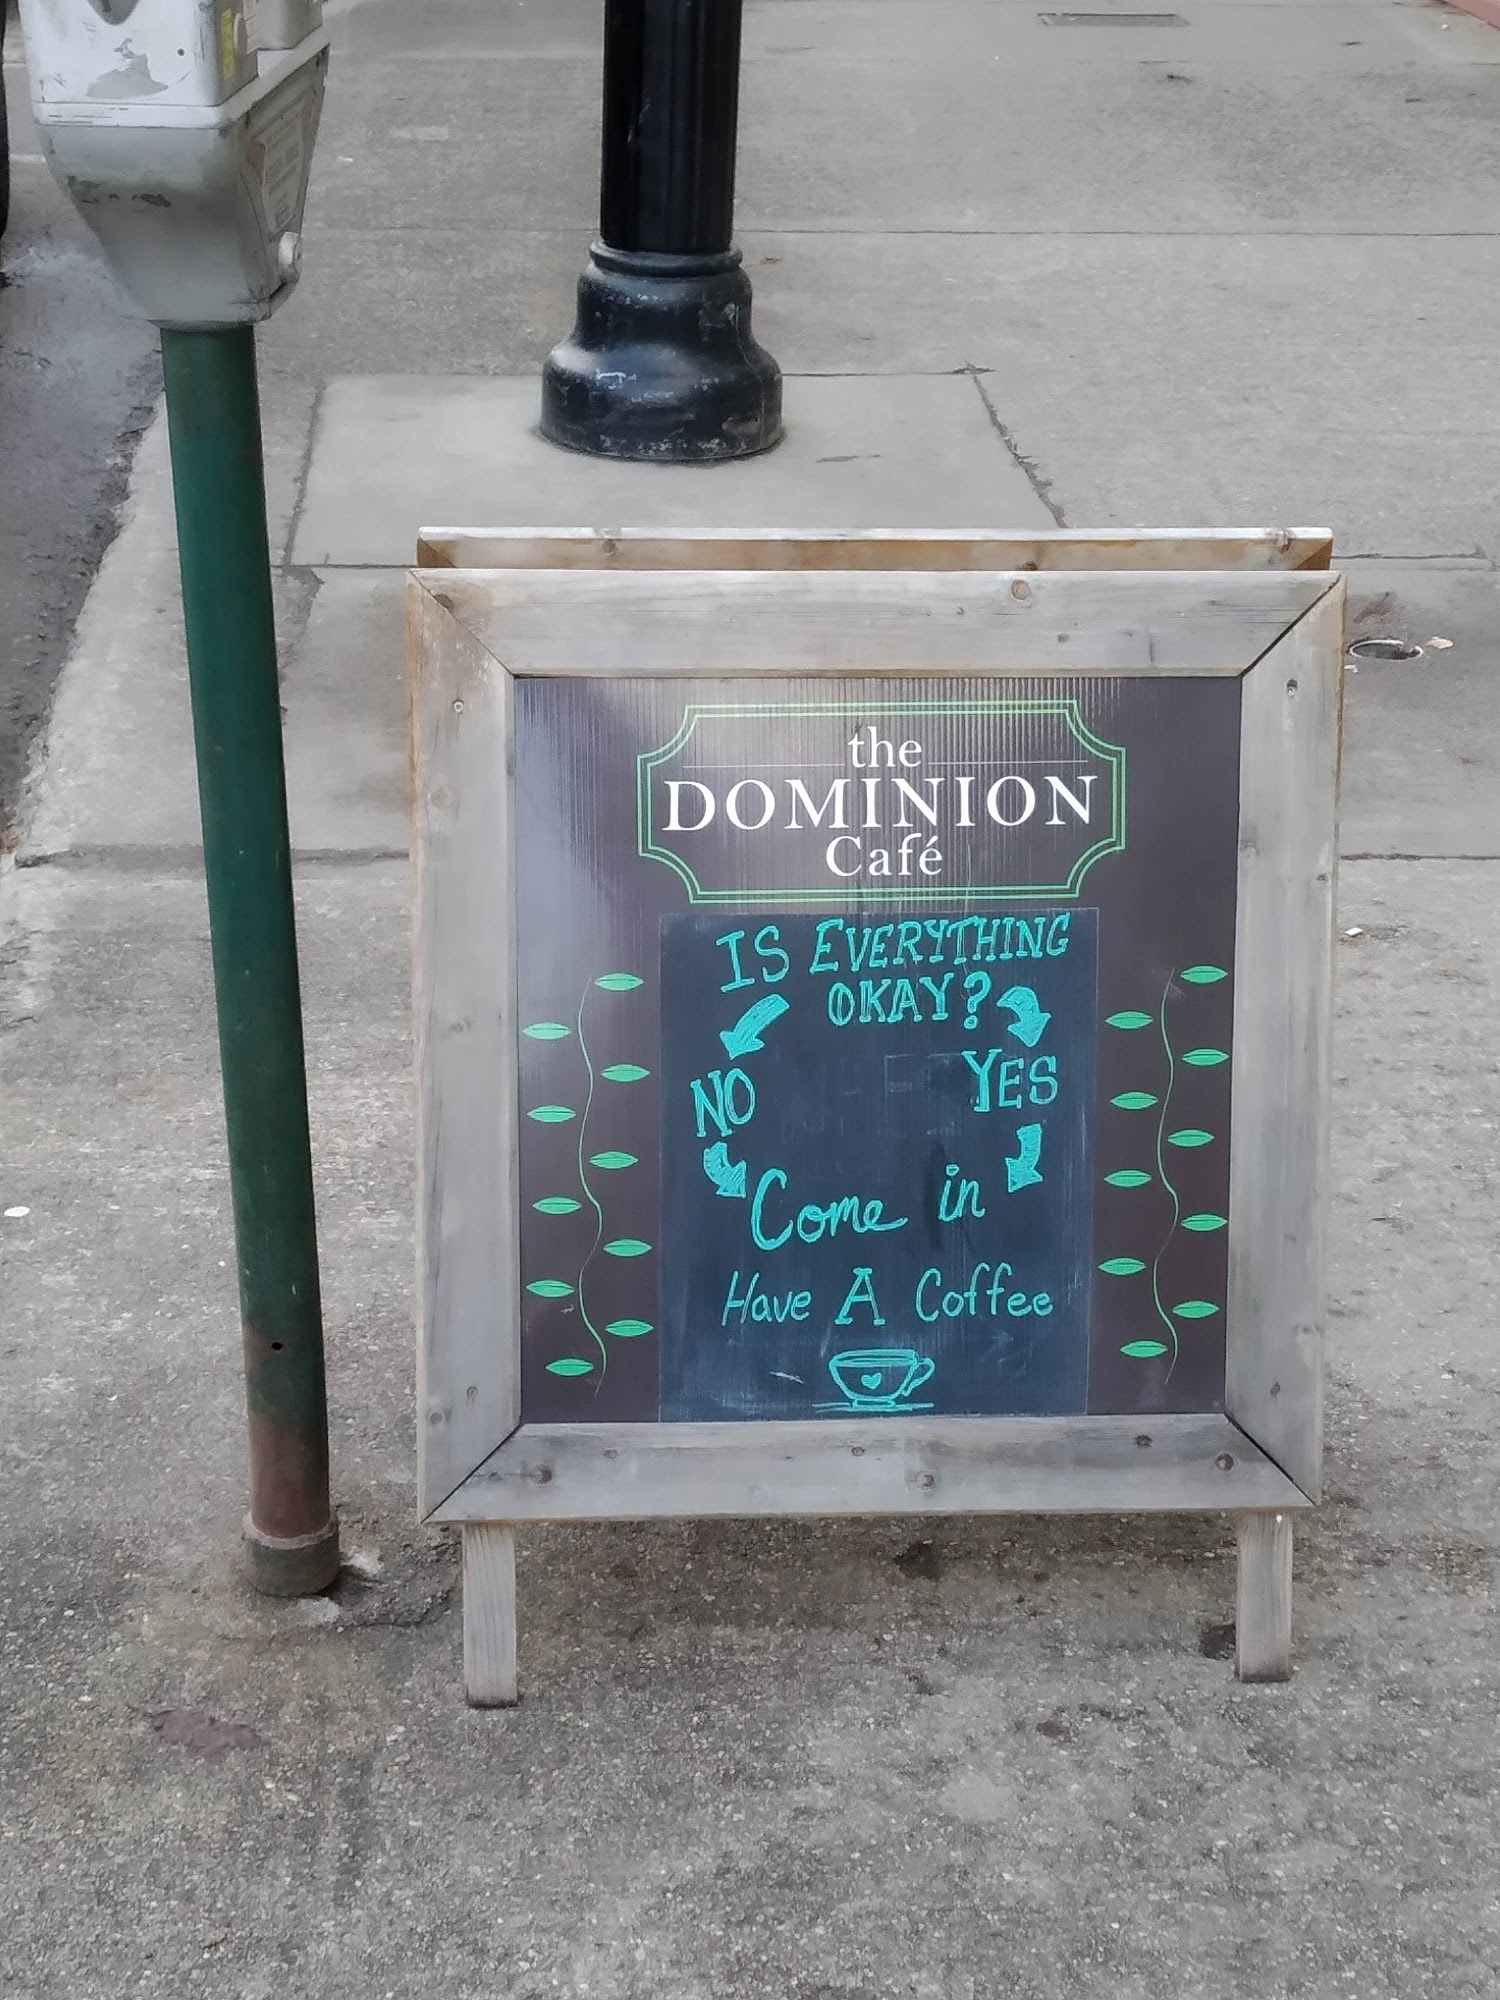 the
DOMINION
Café
IS EVERYTHING
OKAY?
NO
YES
Come in
Have A Coffee